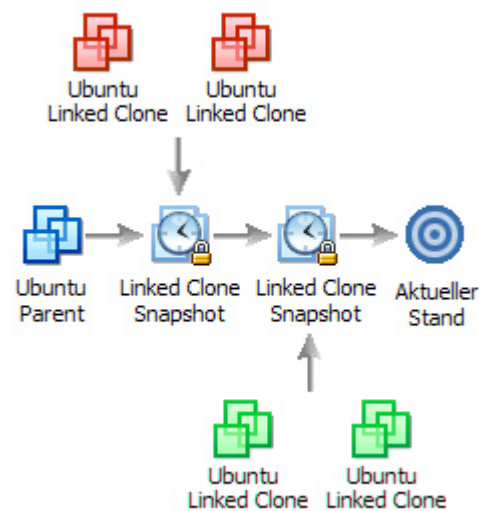 Ubuntu
Linked Clone
Ubuntu
Linked Clone
Ubuntu
Parent
Linked Clone
Snapshot
Linked Clone
Snapshot
Aktueller
Stand
Ubuntu
Linked Clone
Ubuntu
Linked Clone